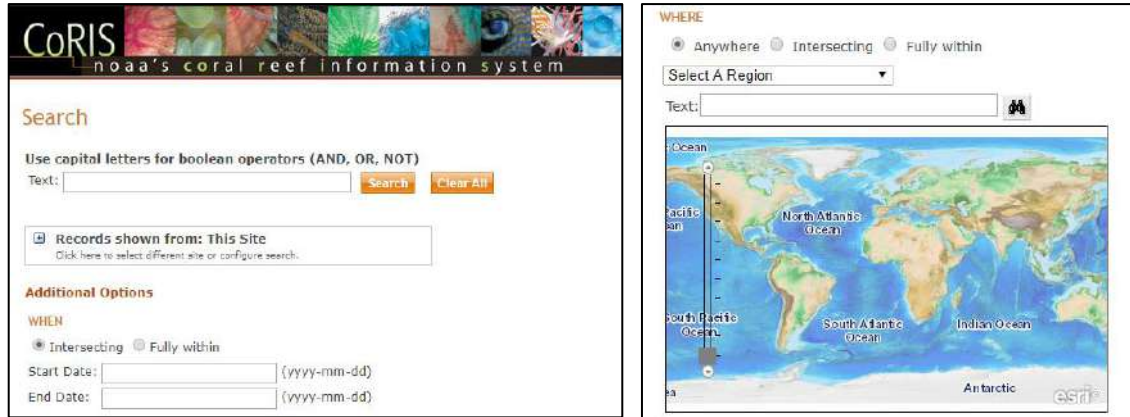 CoRIS
noaa's coral reef information system
Search
Use capital letters for boolean operators (AND, OR, NOT)
Text:
Search Clear All
Records shown from: This Site
Click here to select different site or configure search.
Additional Options
WHEN
Intersecting Fully within
Start Date: (yyyy-mm-dd)
End Date: (yyyy-mm-dd)
WHERE
Anywhere Intersecting Fully within
Select A Region
Text:
Ocean
North Atlantic
Ocean
South Pacific
Ocean
South Atlantic
Ocean
Indian Ocean
Antarctic
esri